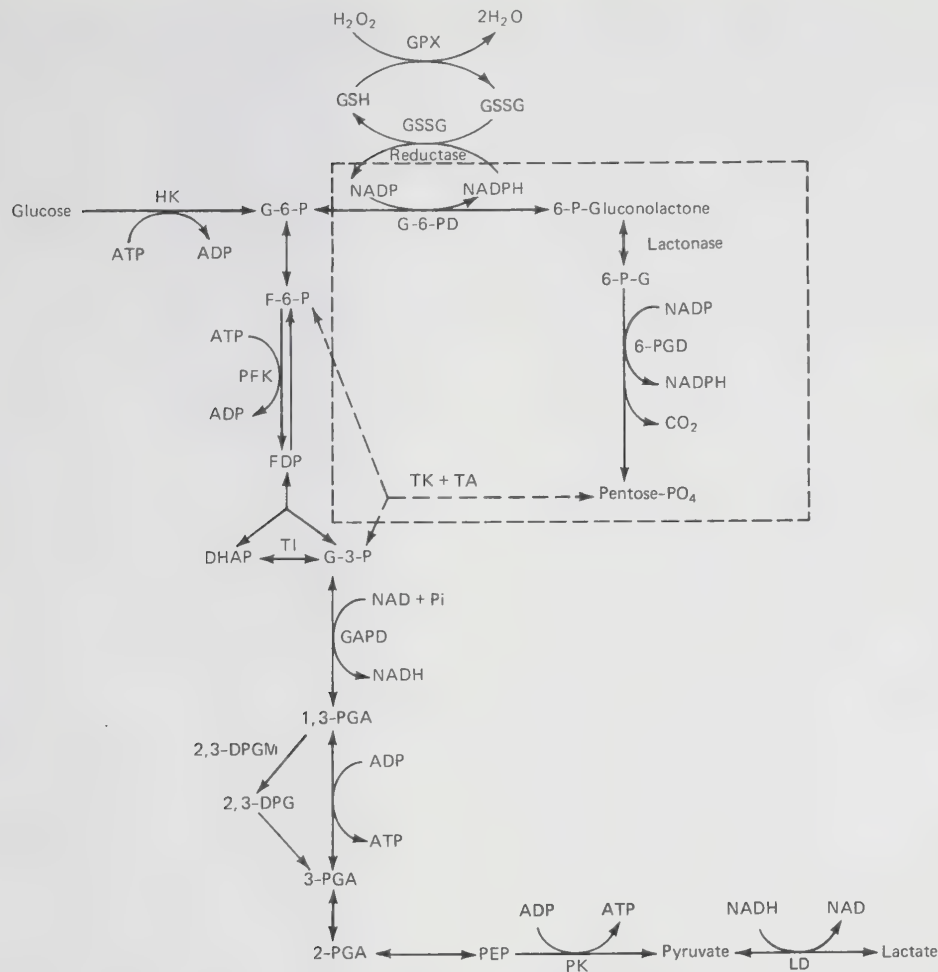 H₂O₂
2H₂O
GPX
GSH
GSSG
GSSG
Reductase
NADP
NADPH
HK
Glucose
G-6-P
6-P-Gluconolactone
G-6-PD
ATP
ADP
Lactonase
6-P-G
F-6-P
NADP
ATP
6-PGD
PFK
NADPH
ADP
CO₂
FDP
TK + TA
Pentose-PO₄
TI
DHAP
G-3-P
NAD + Pi
GAPD
NADH
1,3-PGA
2,3-DPGM
ADP
2,3-DPG
ATP
3-PGA
ADP
ATP
NADH
NAD
2-PGA
PEP
Pyruvate
Lactate
PK
LD